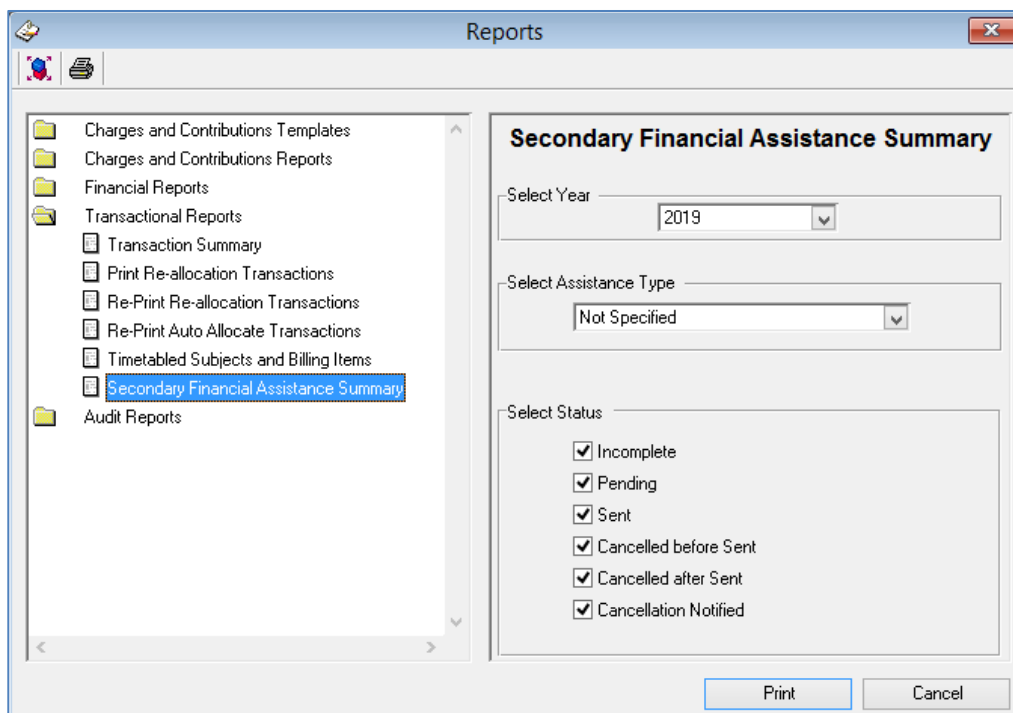 Reports
Charges and Contributions Templates
Charges and Contributions Reports
Financial Reports
Transactional Reports
Transaction Summary
Print Re-allocation Transactions
Re-Print Re-allocation Transactions
Re-Print Auto Allocate Transactions
Timetabled Subjects and Billing Items
Secondary Financial Assistance Summary
Audit Reports
Secondary Financial Assistance Summary
Select Year
2019
Select Assistance Type
Not Specified
Select Status
Incomplete
Pending
Sent
Cancelled before Sent
Cancelled after Sent
Cancellation Notified
Print
Cancel